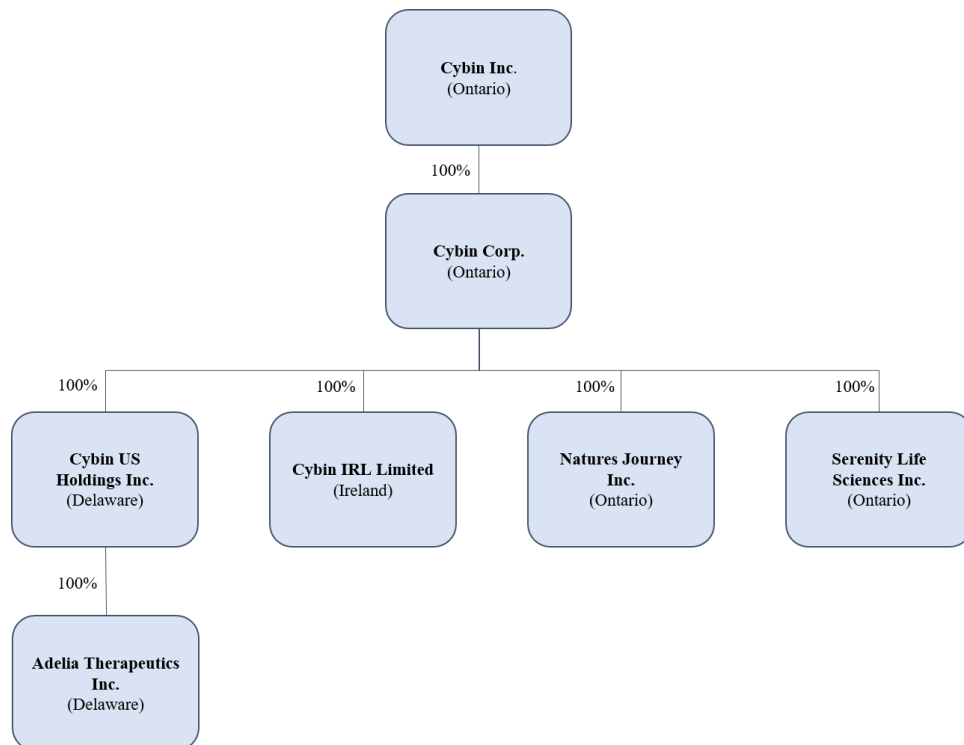 Cybin Inc.
(Ontario)
100%
Cybin Corp.
(Ontario)
100%
100%
100%
100%
Cybin US
Holdings Inc.
(Delaware)
Cybin IRL Limited
(Ireland)
Natures Journey
Inc.
(Ontario)
Serenity Life
Sciences Inc.
(Ontario)
100%
Adelia Therapeutics
Inc.
(Delaware)